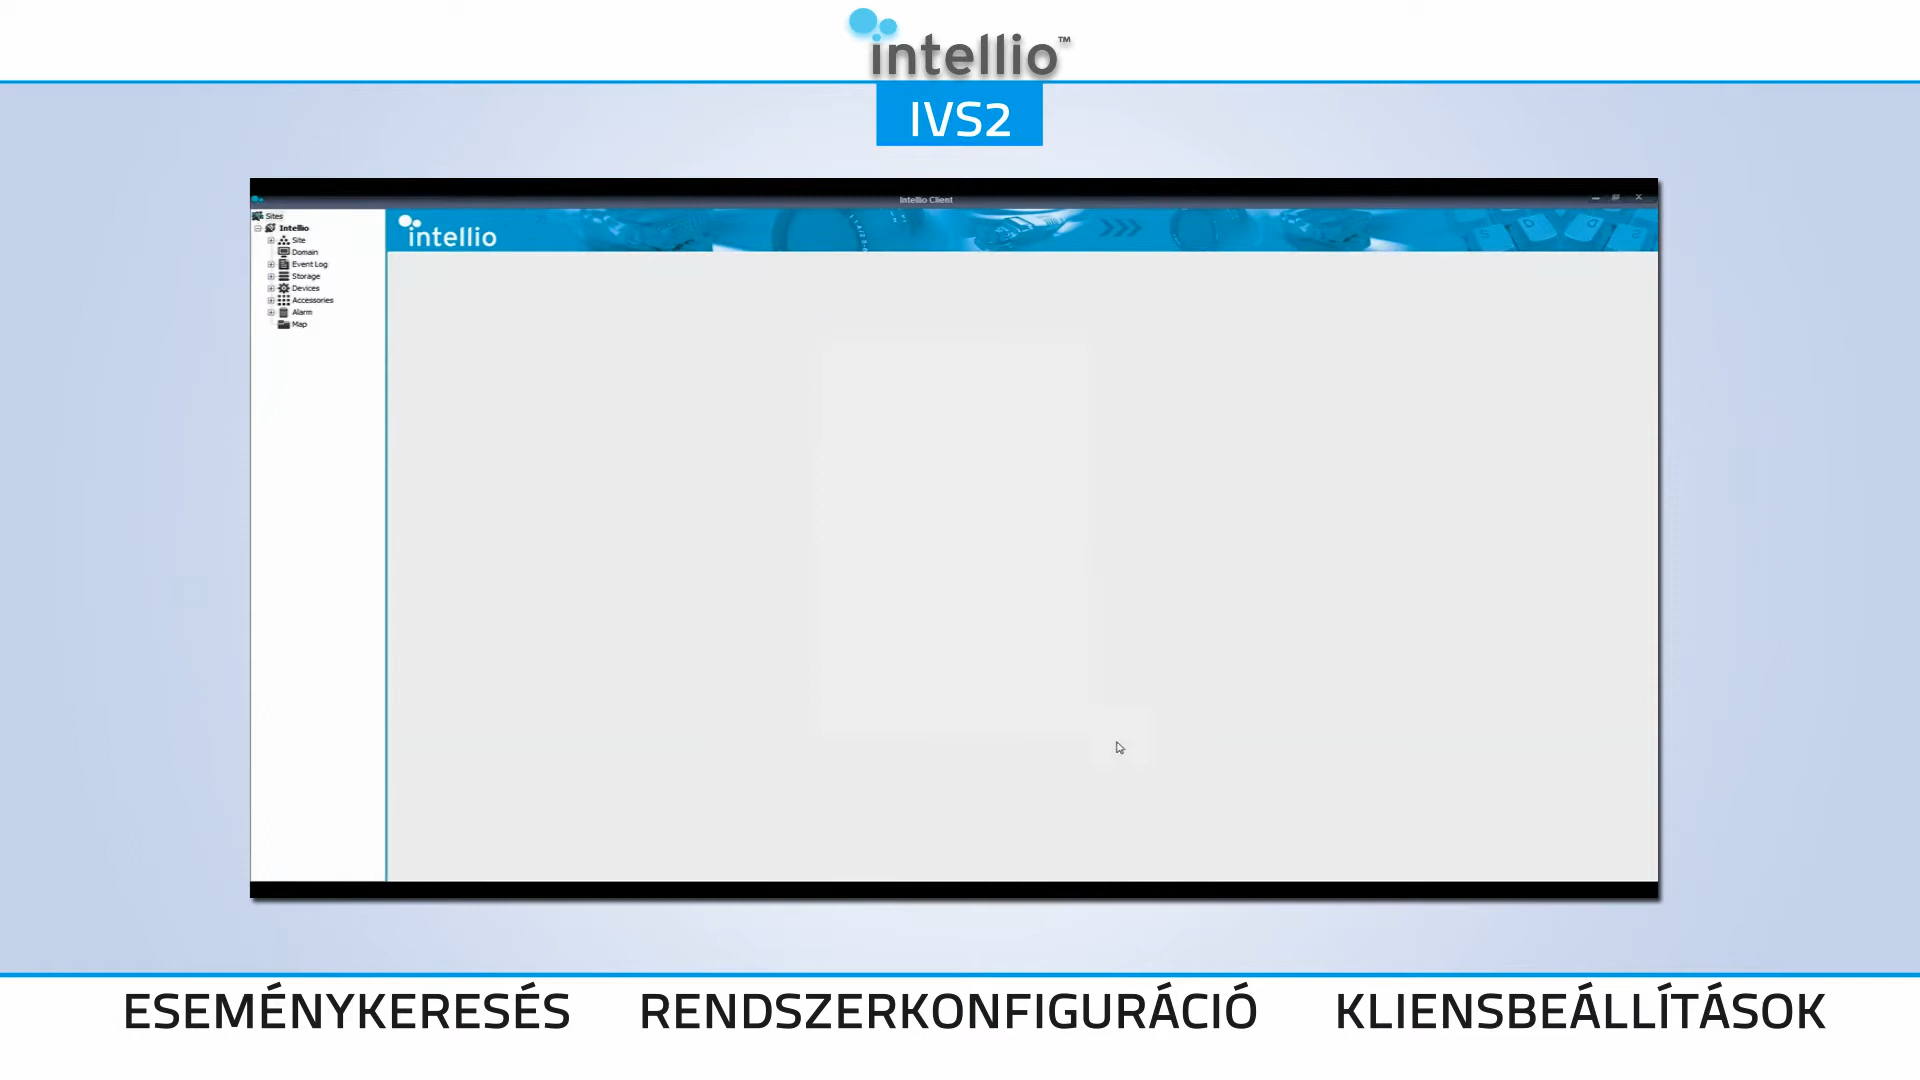 intellio™
IVS2
Intellio Client
Sites
Intellio
Site
Domain
Event Log
Storage
Devices
Accessories
Alarm
Map
intellio
ESEMÉNYKERESÉS RENDSZERKONFIGURÁCIÓ KLIENSBEÁLLÍTÁSOK